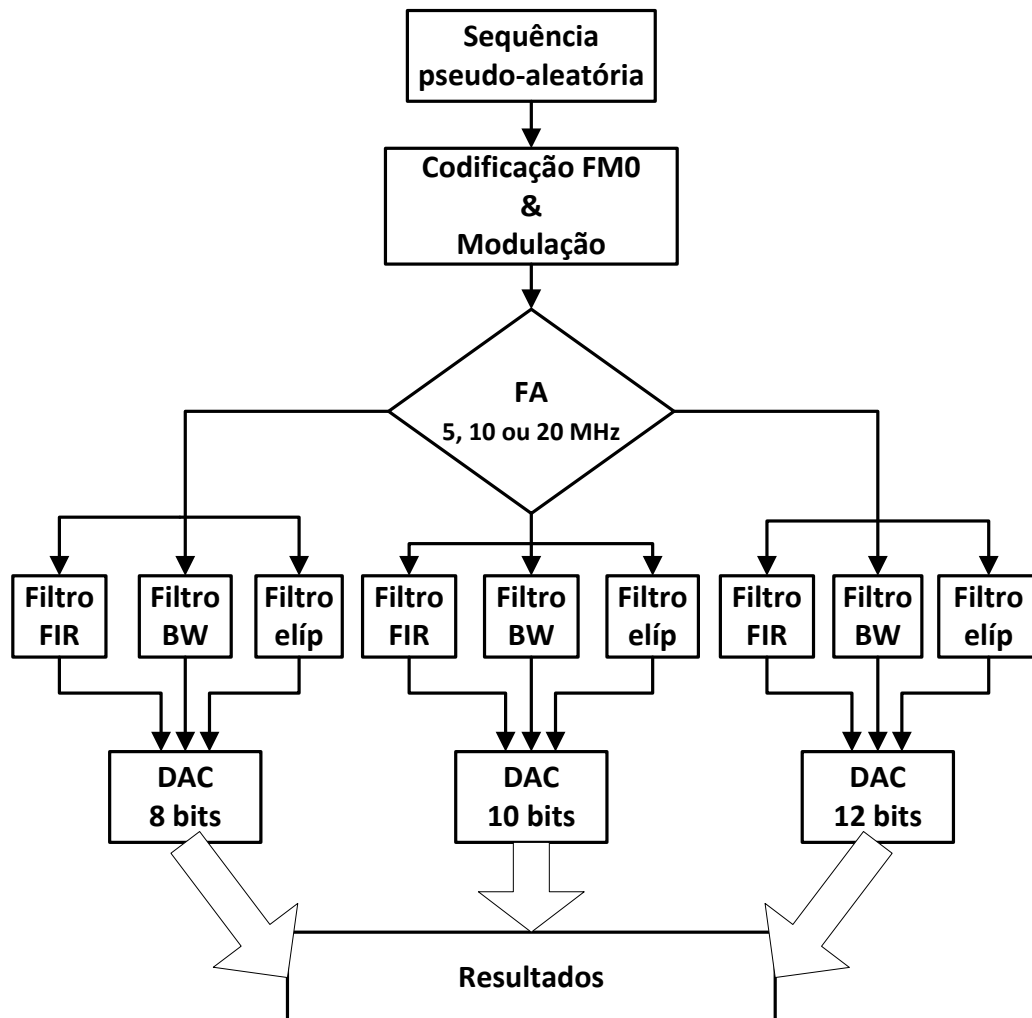 Sequência
pseudo-aleatória
Codificação FM0
&
Modulação
FA
5, 10 ou 20 MHz
Filtro
FIR
Filtro
BW
Filtro
elíp
Filtro
FIR
Filtro
BW
Filtro
elíp
Filtro
FIR
Filtro
BW
Filtro
elíp
DAC
8 bits
DAC
10 bits
DAC
12 bits
Resultados